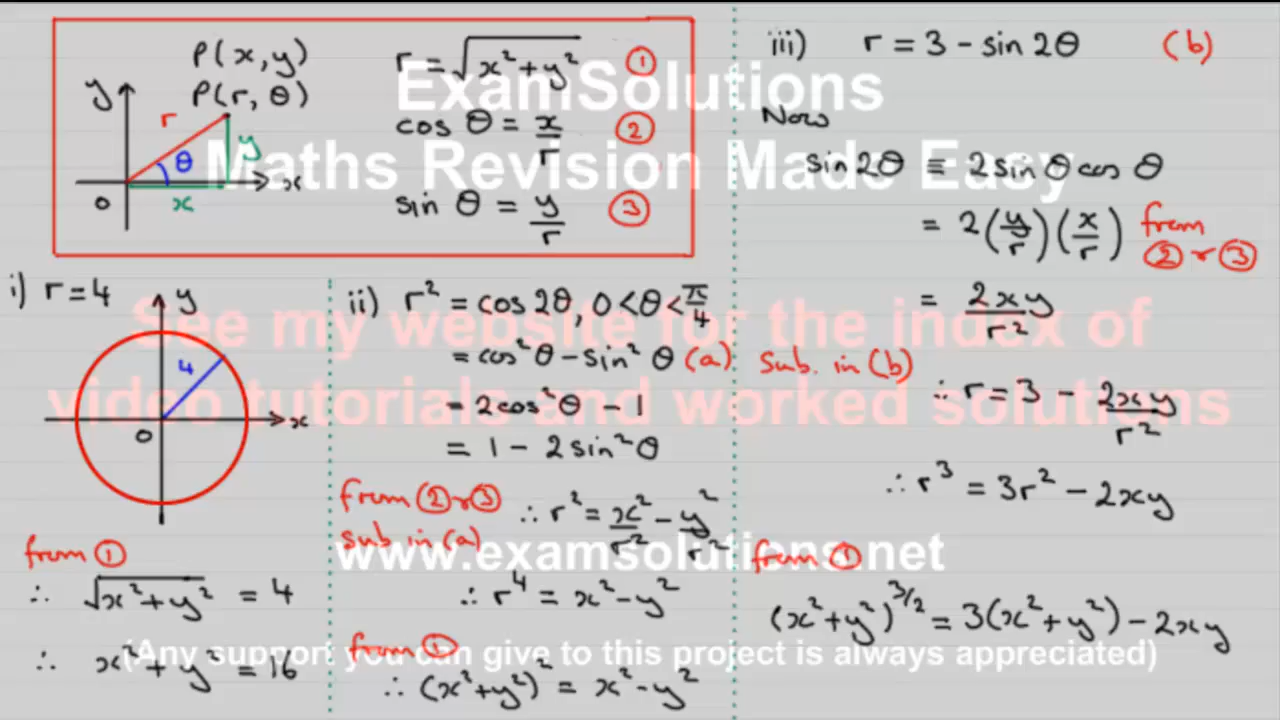 P(x, y)
P(r, θ)
y
r
θ
y
x
0
x
r = √x² + y² ①
cos θ = x/r ②
sin θ = y/r ③
i) r = 4
y
4
x
0
from ①
∴ √x² + y² = 4
∴ x² + y² = 16
ii) r² = cos 2θ, 0 < θ < π/4
= cos² θ - sin² θ (a)
= 2cos² θ - 1
= 1 - 2 sin² θ
from ② & ③
sub. in (a)
∴ r² = x²/r² - y²/r²
∴ r⁴ = x² - y²
from ①
∴ (x² + y²)² = x² - y²
iii) r = 3 - sin 2θ (b)
Now
sin 2θ ≡ 2 sin θ cos θ
= 2 (y/r) (x/r) from
② & ③
= 2xy/r²
sub. in (b)
∴ r = 3 - 2xy/r²
∴ r³ = 3r² - 2xy
from ①
(x² + y²)^3/2 = 3(x² + y²) - 2xy
ExamSolutions
Maths Revision Made Easy
See my website for the index of
video tutorials and worked solutions
www.examsolutions.net
(Any support you can give to this project is always appreciated)